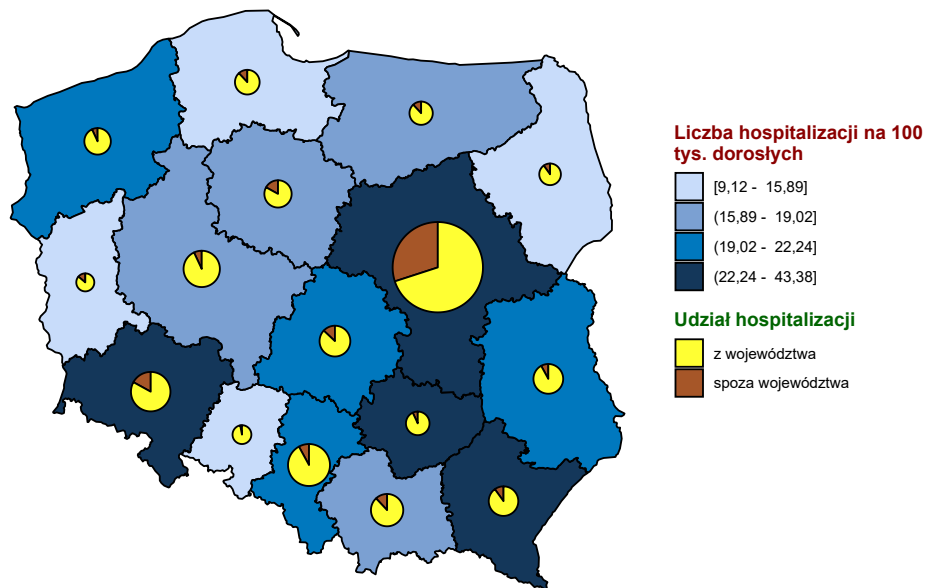 Liczba hospitalizacji na 100
tys. dorosłych
[9,12 - 15,89]
(15,89 - 19,02]
(19,02 - 22,24]
(22,24 - 43,38]
Udział hospitalizacji
z województwa
spoza województwa